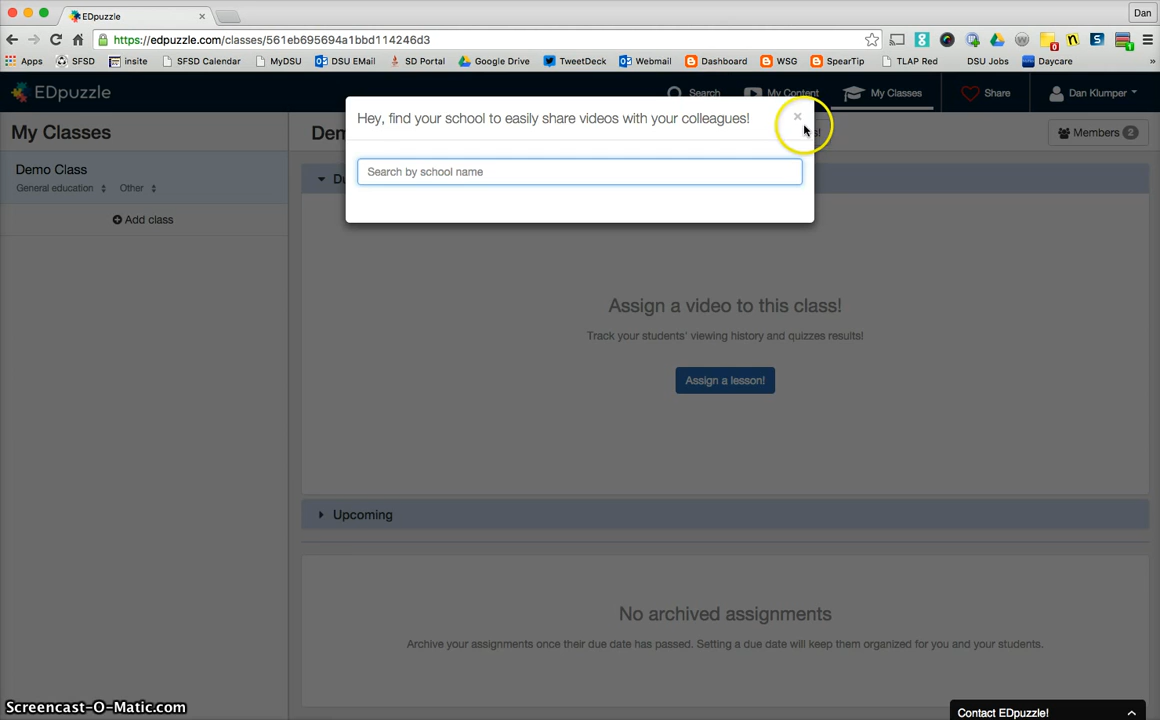 EDpuzzle
Dan
https://edpuzzle.com/classes/561eb695694a1bbd114246d3
Apps SFSD insite SFSD Calendar MyDSU DSU EMail SD Portal Google Drive TweetDeck Webmail Dashboard WSG SpearTip TLAP Red DSU Jobs Daycare »
EDpuzzle Search My Content My Classes Share Dan Klumper
My Classes
Hey, find your school to easily share videos with your colleagues!
Members 2
Search by school name
Demo Class
General education Other
Add class
Assign a video to this class!
Track your students' viewing history and quizzes results!
Assign a lesson!
Upcoming
No archived assignments
Archive your assignments once their due date has passed. Setting a due date will keep them organized for you and your students.
Screencast-O-Matic.com
Contact EDpuzzle!